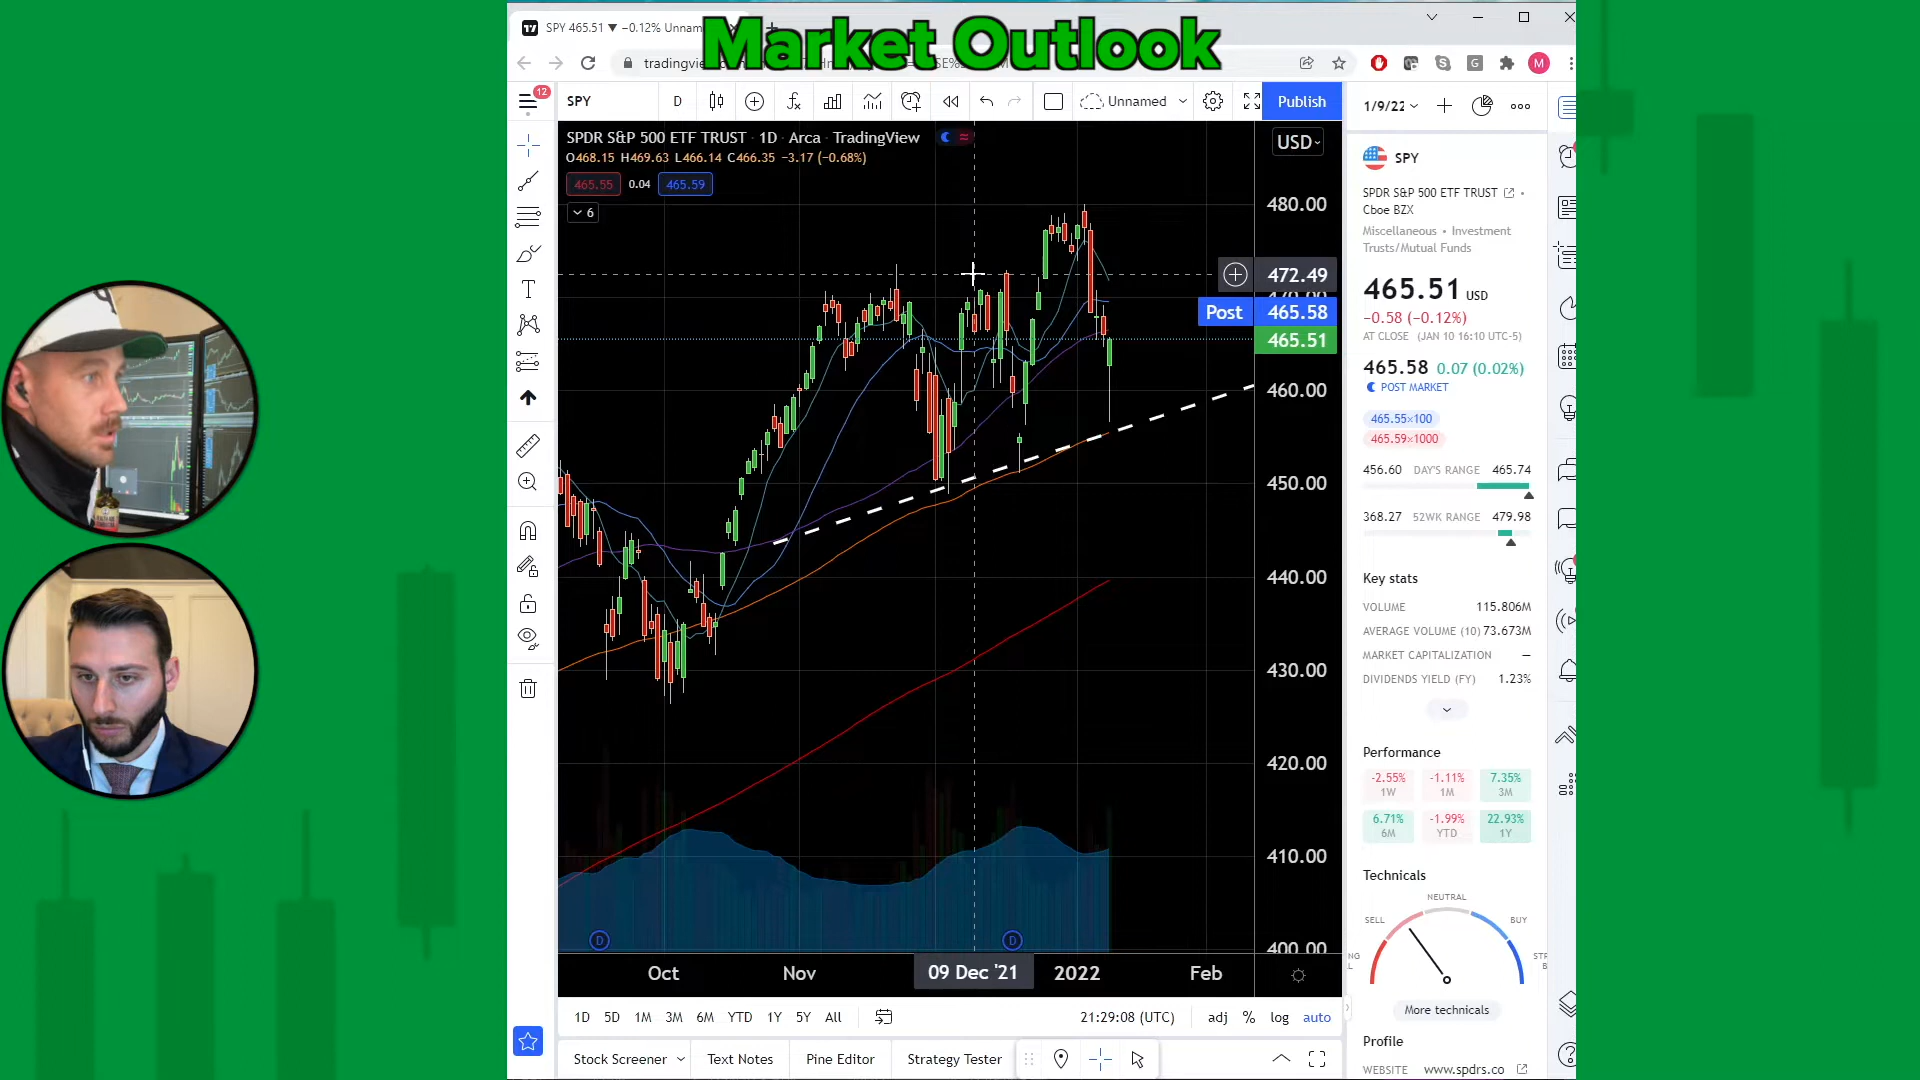 SPY 465.51 ▼ −0.12% Unnam
Market Outlook
tradingview
SPY
D
Unnamed
Publish
1/9/22
12
SPDR S&P 500 ETF TRUST · 1D · Arca · TradingView
O468.15 H469.63 L466.14 C466.35 −3.17 (−0.68%)
465.55 0.04 465.59
6
USD
480.00
472.49
Post 465.58
465.51
460.00
450.00
440.00
430.00
420.00
410.00
400.00
D
D
Oct
Nov
09 Dec '21
2022
Feb
1D 5D 1M 3M 6M YTD 1Y 5Y All
21:29:08 (UTC)
adj % log auto
Stock Screener
Text Notes
Pine Editor
Strategy Tester
SPY
SPDR S&P 500 ETF TRUST
Cboe BZX
Miscellaneous • Investment
Trusts/Mutual Funds
465.51 USD
−0.58 (−0.12%)
AT CLOSE (JAN 10 16:10 UTC-5)
465.58 0.07 (0.02%)
POST MARKET
465.55×100
465.59×1000
456.60 DAY'S RANGE 465.74
368.27 52WK RANGE 479.98
Key stats
VOLUME 115.806M
AVERAGE VOLUME (10) 73.673M
MARKET CAPITALIZATION —
DIVIDENDS YIELD (FY) 1.23%
Performance
-2.55% -1.11% 7.35%
1W 1M 3M
6.71% -1.99% 22.93%
6M YTD 1Y
Technicals
NEUTRAL
SELL BUY
More technicals
Profile
WEBSITE www.spdrs.co